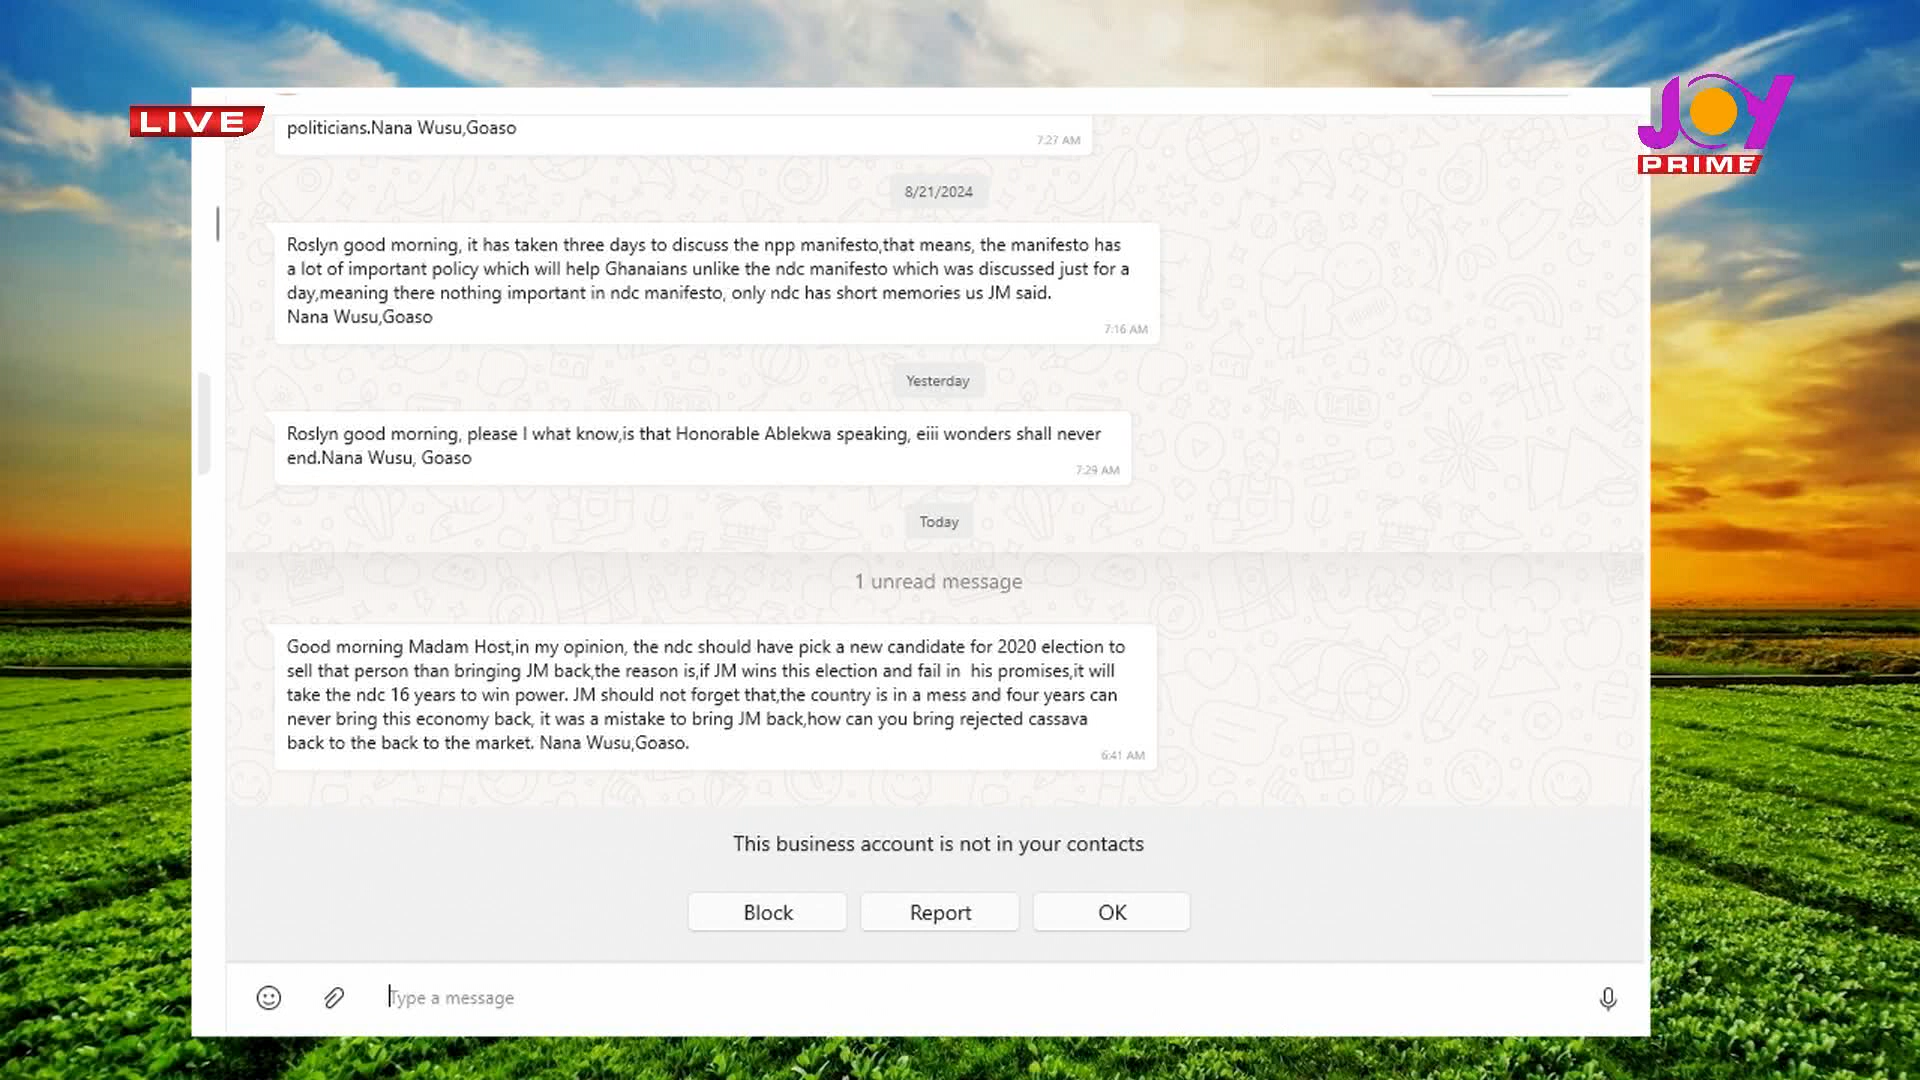 LIVE
JOY
PRIME
politicians.Nana Wusu,Goaso
7:27 AM
8/21/2024
Roslyn good morning, it has taken three days to discuss the npp manifesto,that means, the manifesto has
a lot of important policy which will help Ghanaians unlike the ndc manifesto which was discussed just for a
day,meaning there nothing important in ndc manifesto, only ndc has short memories us JM said.
Nana Wusu,Goaso
7:16 AM
Yesterday
Roslyn good morning, please I what know,is that Honorable Ablekwa speaking, eiii wonders shall never
end.Nana Wusu, Goaso
7:29 AM
Today
1 unread message
Good morning Madam Host,in my opinion, the ndc should have pick a new candidate for 2020 election to
sell that person than bringing JM back,the reason is,if JM wins this election and fail in  his promises,it will
take the ndc 16 years to win power. JM should not forget that,the country is in a mess and four years can
never bring this economy back, it was a mistake to bring JM back,how can you bring rejected cassava
back to the back to the market. Nana Wusu,Goaso.
6:41 AM
This business account is not in your contacts
Block
Report
OK
Type a message